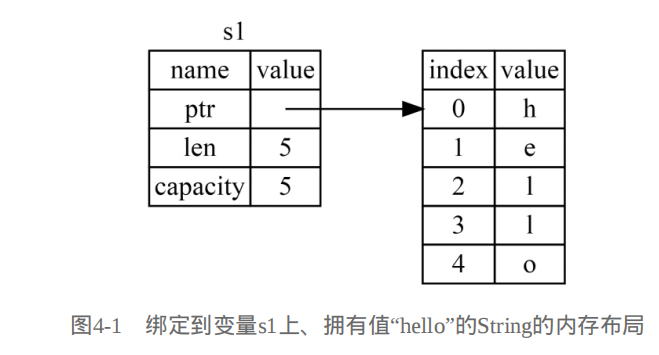 s1
name value
ptr
len 5
capacity 5
index value
0 h
1 e
2 l
3 l
4 o
图4-1 绑定到变量s1上、拥有值“hello”的String的内存布局